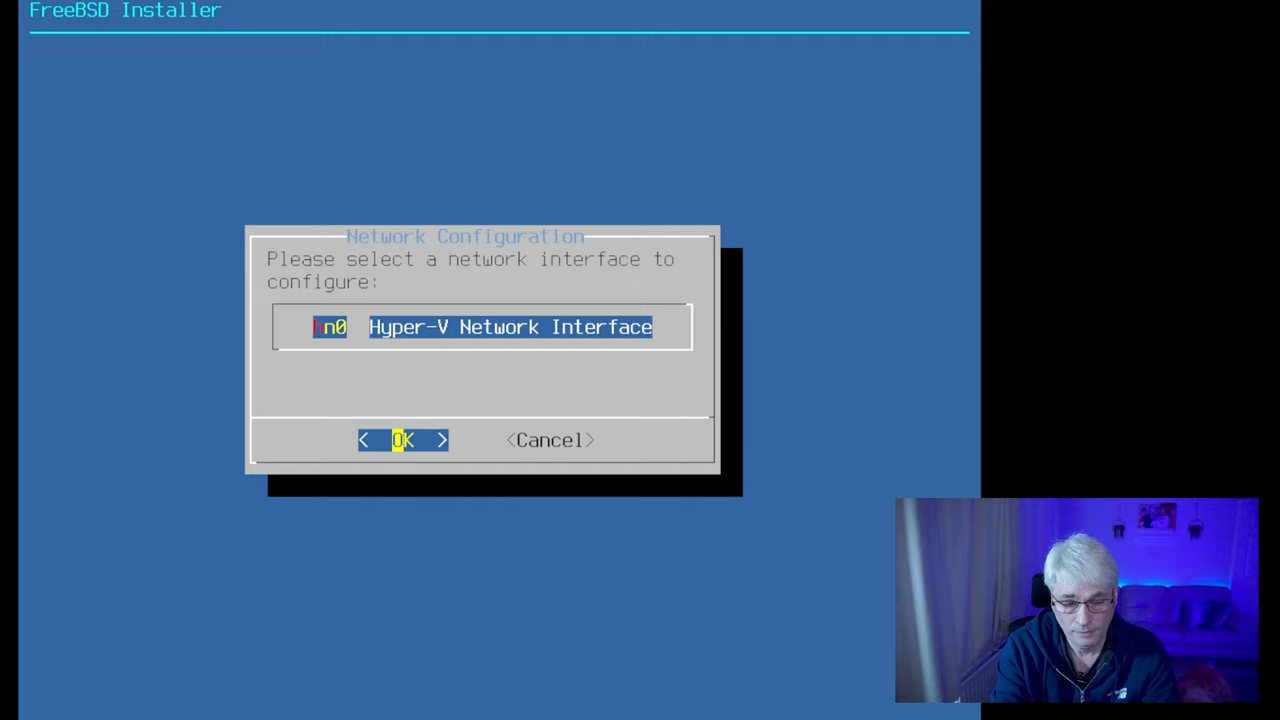 FreeBSD Installer
Network Configuration
Please select a network interface to
configure:
hn0 Hyper-V Network Interface
< OK > <Cancel>